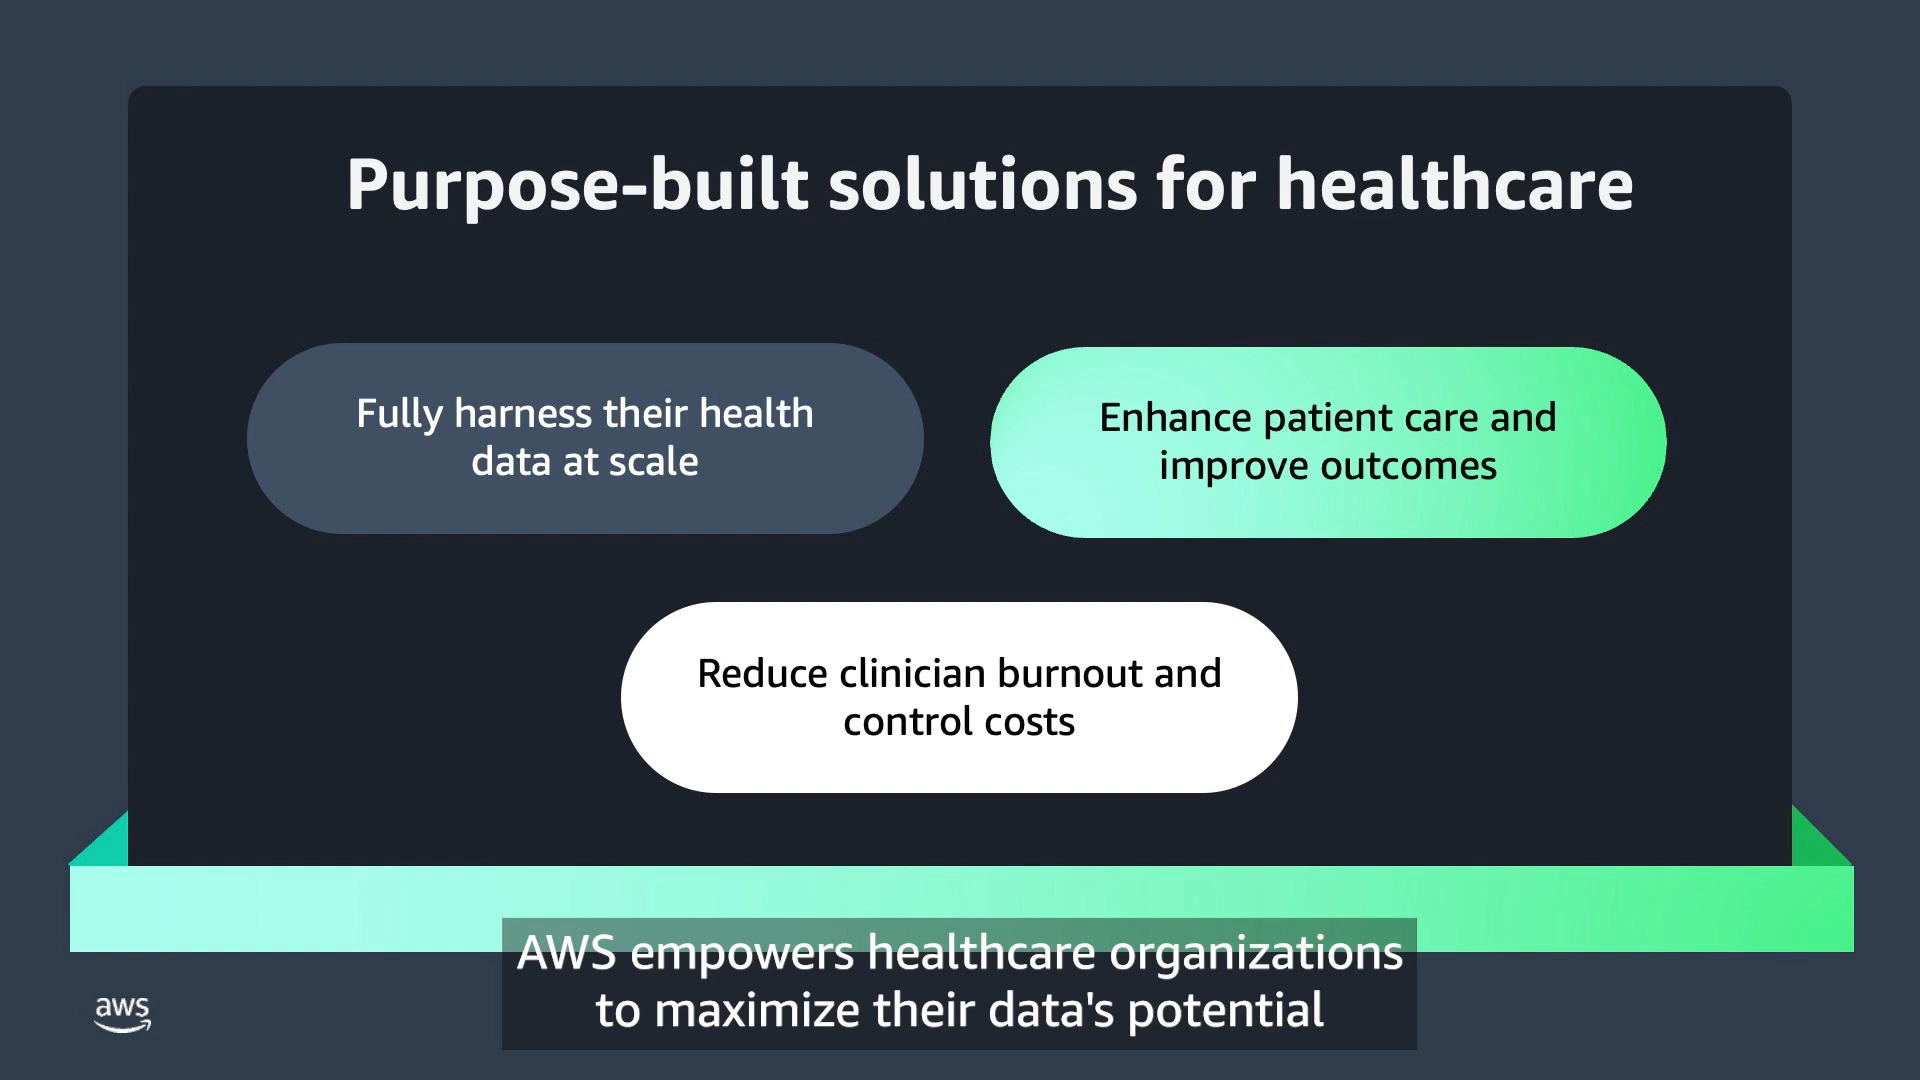 Purpose-built solutions for healthcare
Fully harness their health
data at scale
Enhance patient care and
improve outcomes
Reduce clinician burnout and
control costs
AWS empowers healthcare organizations
to maximize their data's potential
aws